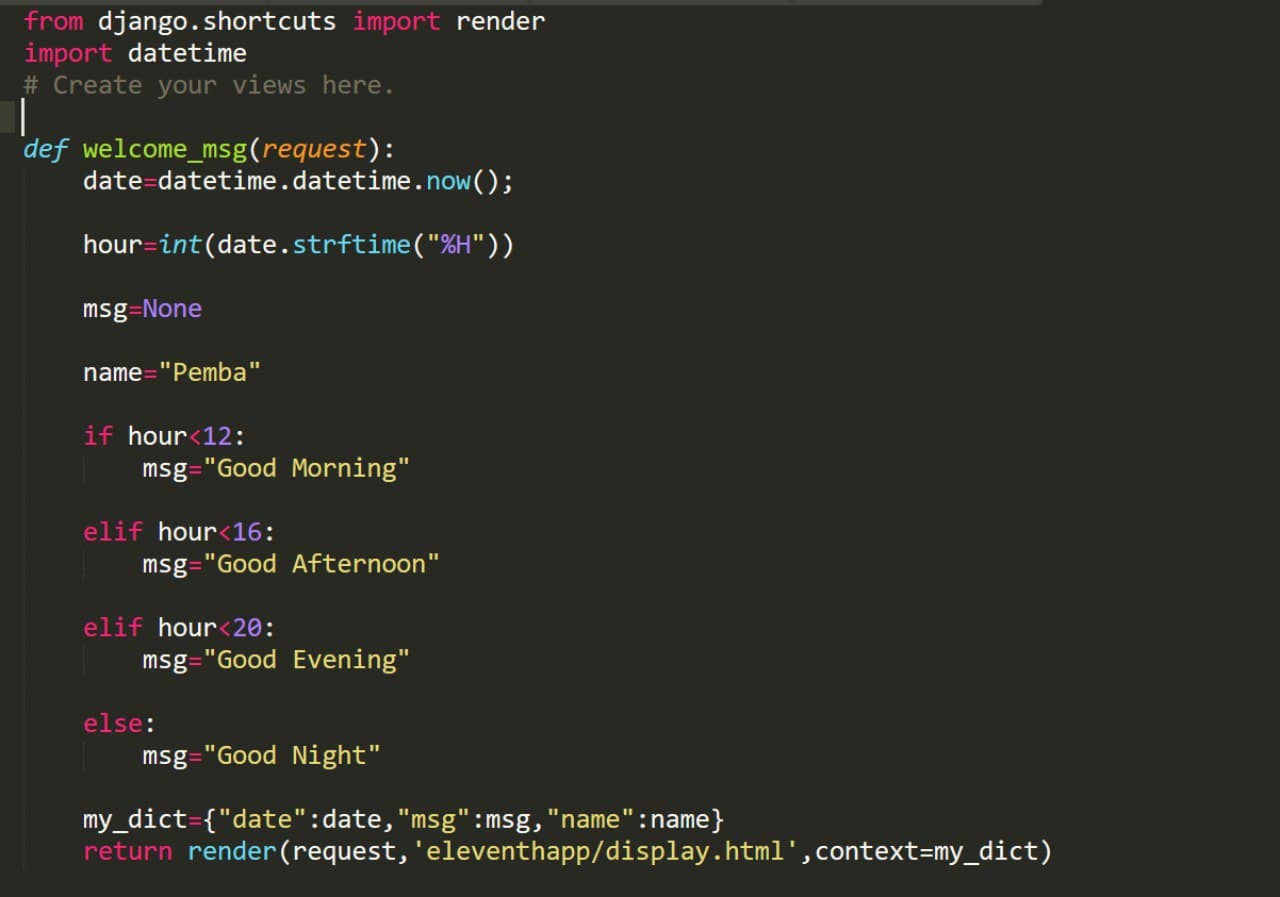 from django.shortcuts import render
import datetime
# Create your views here.
def welcome_msg(request):
    date=datetime.datetime.now();
    hour=int(date.strftime("%H"))
    msg=None
    name="Pemba"
    if hour<12:
        msg="Good Morning"
    elif hour<16:
        msg="Good Afternoon"
    elif hour<20:
        msg="Good Evening"
    else:
        msg="Good Night"
    my_dict={"date":date,"msg":msg,"name":name}
    return render(request,'eleventhapp/display.html',context=my_dict)